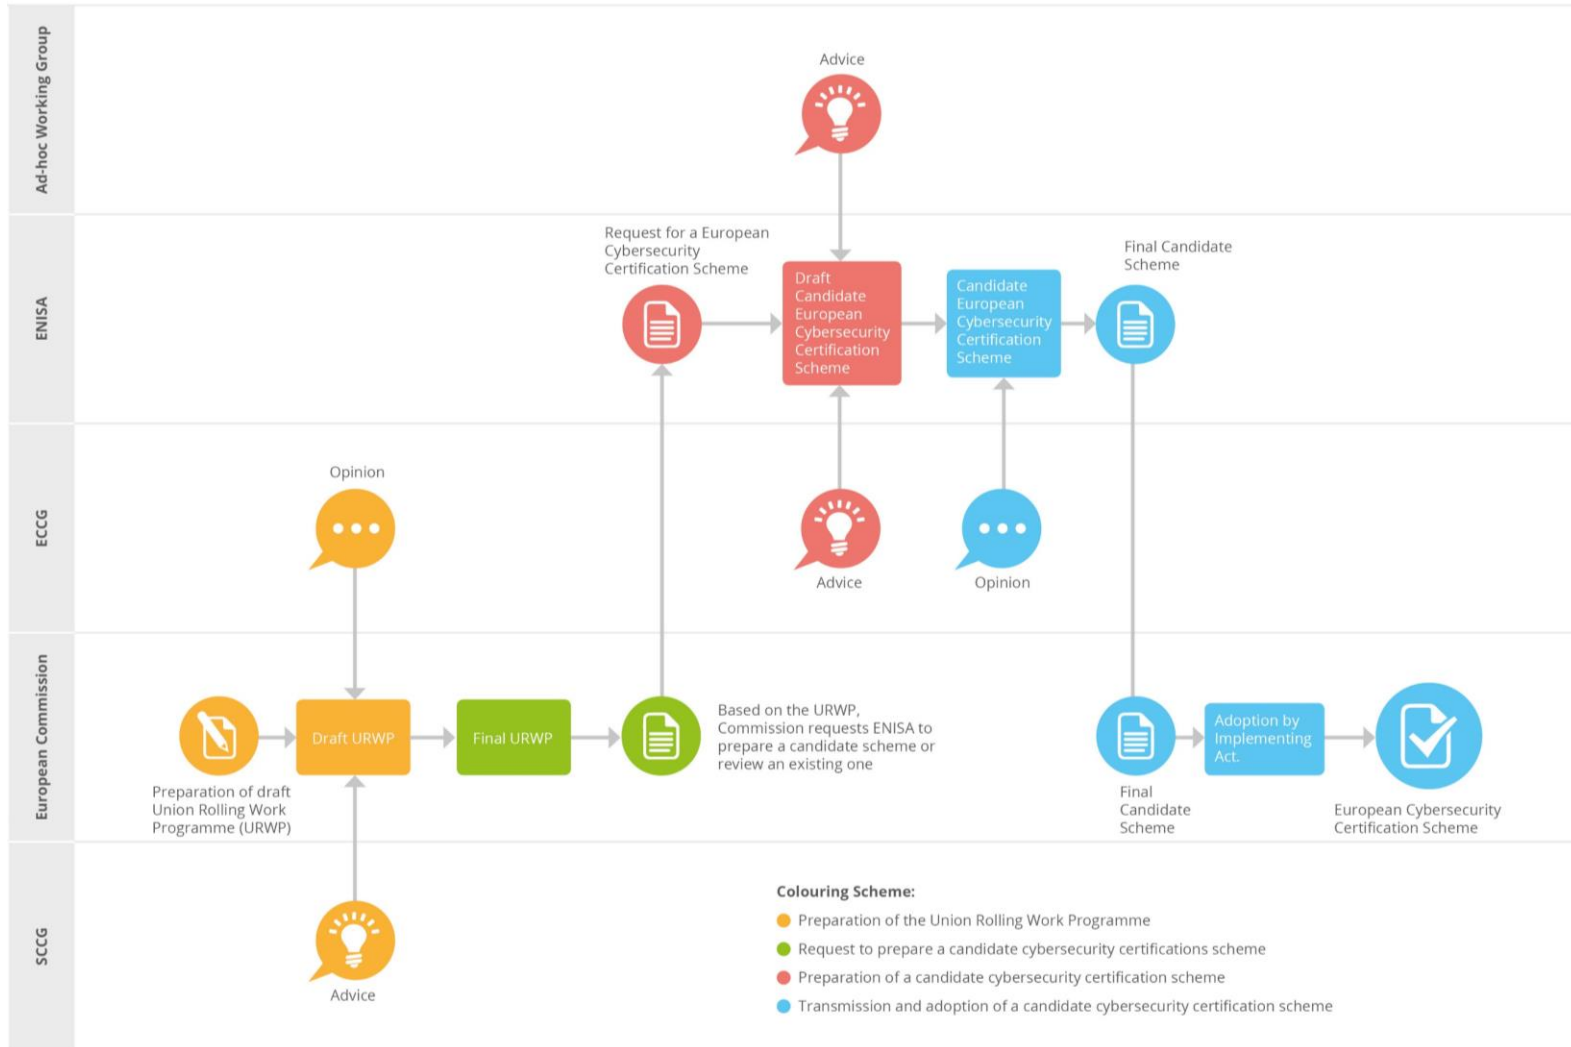 Ad-hoc Working Group
Advice
ENISA
Request for a European
Cybersecurity
Certification Scheme
Draft
Candidate
European
Cybersecurity
Certification
Scheme
Candidate
European
Cybersecurity
Certification
Scheme
Final Candidate
Scheme
ECCG
Opinion
Advice
Opinion
European Commission
Preparation of draft
Union Rolling Work
Programme (URWP)
Draft URWP
Final URWP
Based on the URWP,
Commission requests ENISA to
prepare a candidate scheme or
review an existing one
Final
Candidate
Scheme
Adoption by
Implementing
Act.
European Cybersecurity
Certification Scheme
SCCG
Advice
Colouring Scheme:
Preparation of the Union Rolling Work Programme
Request to prepare a candidate cybersecurity certifications scheme
Preparation of a candidate cybersecurity certification scheme
Transmission and adoption of a candidate cybersecurity certification scheme